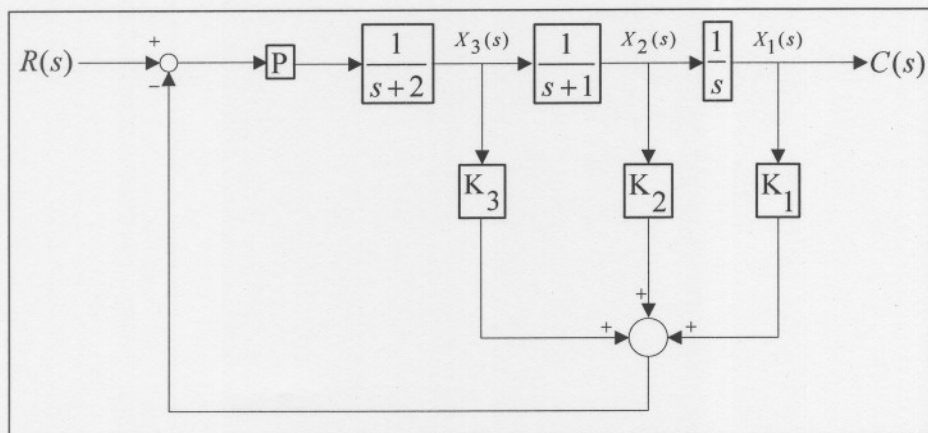 R(s)
+
−
P
1
s+2
X3(s)
1
s+1
X2(s)
1
s
X1(s)
C(s)
K3
K2
K1
+
+
+